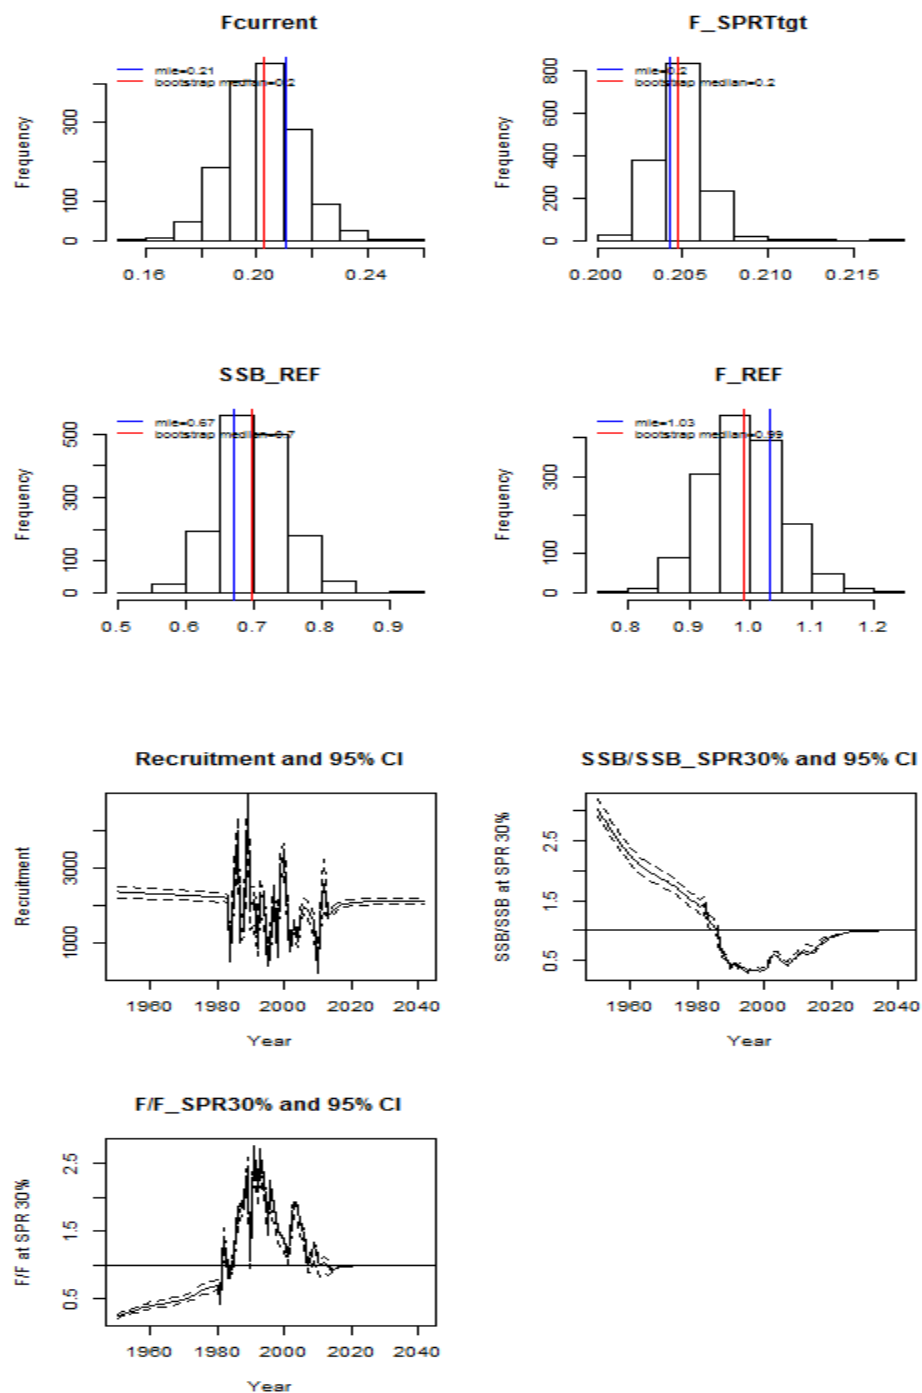 Fcurrent
mle=0.21
bootstrap median=0.2
Frequency
0 100 300
0.16 0.20 0.24
F_SPRTtgt
mle=0.2
bootstrap median=0.2
Frequency
0 200 400 600 800
0.200 0.205 0.210 0.215
SSB_REF
mle=0.67
bootstrap median=0.7
Frequency
0 100 300 500
0.5 0.6 0.7 0.8 0.9
F_REF
mle=1.03
bootstrap median=0.99
Frequency
0 100 300
0.8 0.9 1.0 1.1 1.2
Recruitment and 95% CI
Recruitment
1000 3000
1960 1980 2000 2020 2040
Year
SSB/SSB_SPR30% and 95% CI
SSB/SSB at SPR 30%
0.5 1.5 2.5
1960 1980 2000 2020 2040
Year
F/F_SPR30% and 95% CI
F/F at SPR 30%
0.5 1.5 2.5
1960 1980 2000 2020 2040
Year